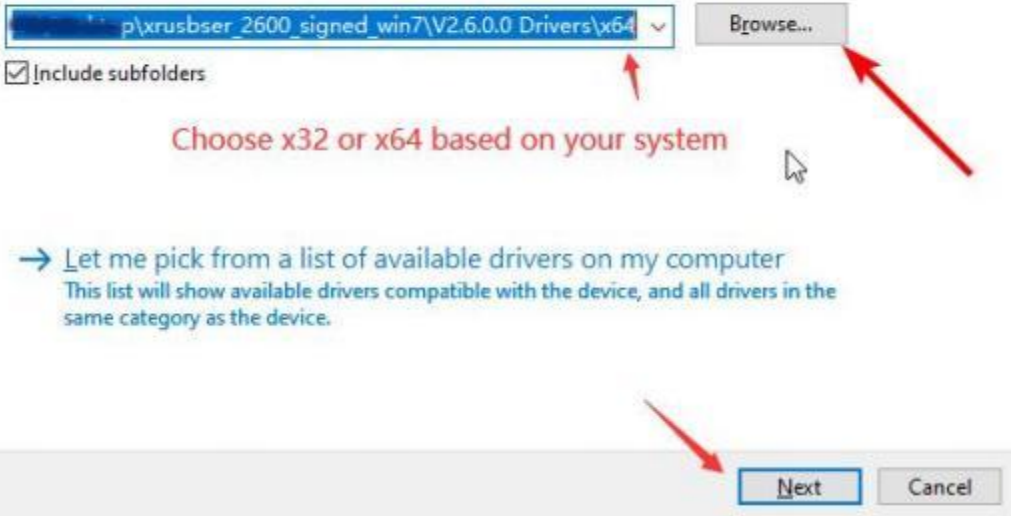 p\xrusbser_2600_signed_win7\V2.6.0.0 Drivers\x64
Browse...
Include subfolders
Choose x32 or x64 based on your system
Let me pick from a list of available drivers on my computer
This list will show available drivers compatible with the device, and all drivers in the
same category as the device.
Next
Cancel